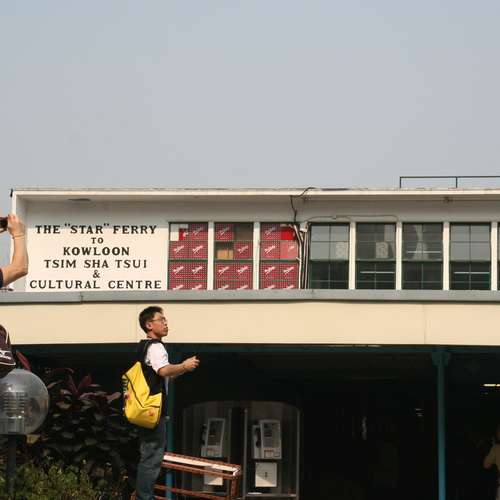 THE "STAR" FERRY
TO
KOWLOON
TSIM SHA TSUI
&
CULTURAL CENTRE